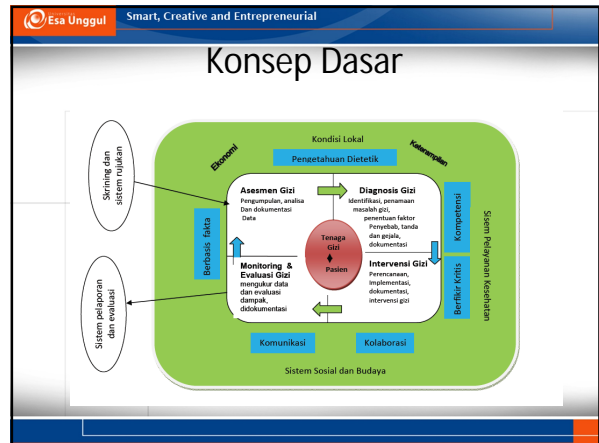 Esa Unggul
Smart, Creative and Entrepreneurial
Konsep Dasar
Skrining dan
sistem rujukan
Sistem pelaporan
dan evaluasi
Kondisi Lokal
Ekonomi
Keterampilan
Pengetahuan Dietetik
Asesmen Gizi
Pengumpulan, analisa
Dan dokumentasi
Data
Diagnosis Gizi
Identifikasi, penamaan
masalah gizi,
penentuan faktor
Penyebab, tanda
dan gejala,
dokumentasi
Berbasis fakta
Tenaga
Gizi
Pasien
Kompetensi
Sisem Pelayanan Kesehatan
Monitoring &
Evaluasi Gizi
mengukur data
dan evaluasi
dampak,
didokumentasi
Intervensi Gizi
Perencanaan,
Implementasi,
dokumentasi,
intervensi gizi
Berfikir Kritis
Komunikasi
Kolaborasi
Sistem Sosial dan Budaya